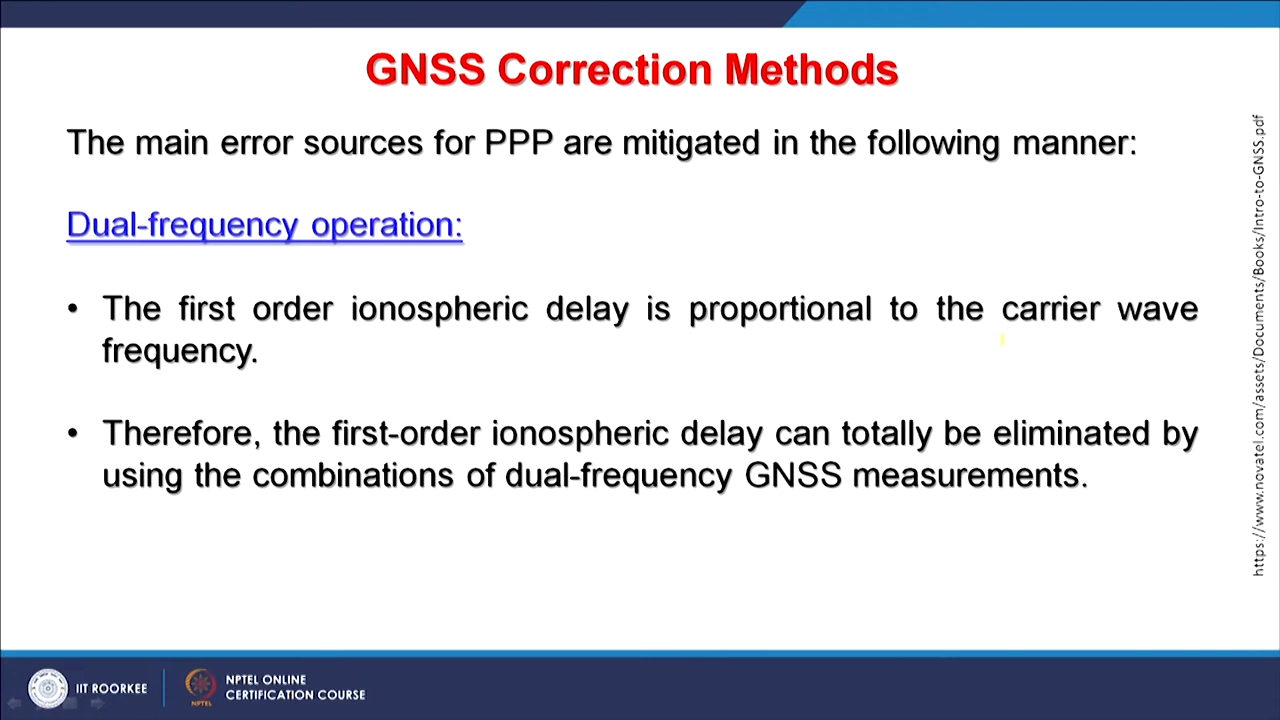 GNSS Correction Methods
The main error sources for PPP are mitigated in the following manner:
Dual-frequency operation:
• The first order ionospheric delay is proportional to the carrier wave
frequency.
• Therefore, the first-order ionospheric delay can totally be eliminated by
using the combinations of dual-frequency GNSS measurements.
https://www.novatel.com/assets/Documents/Books/Intro-to-GNSS.pdf
IIT ROORKEE
NPTEL
NPTEL ONLINE
CERTIFICATION COURSE